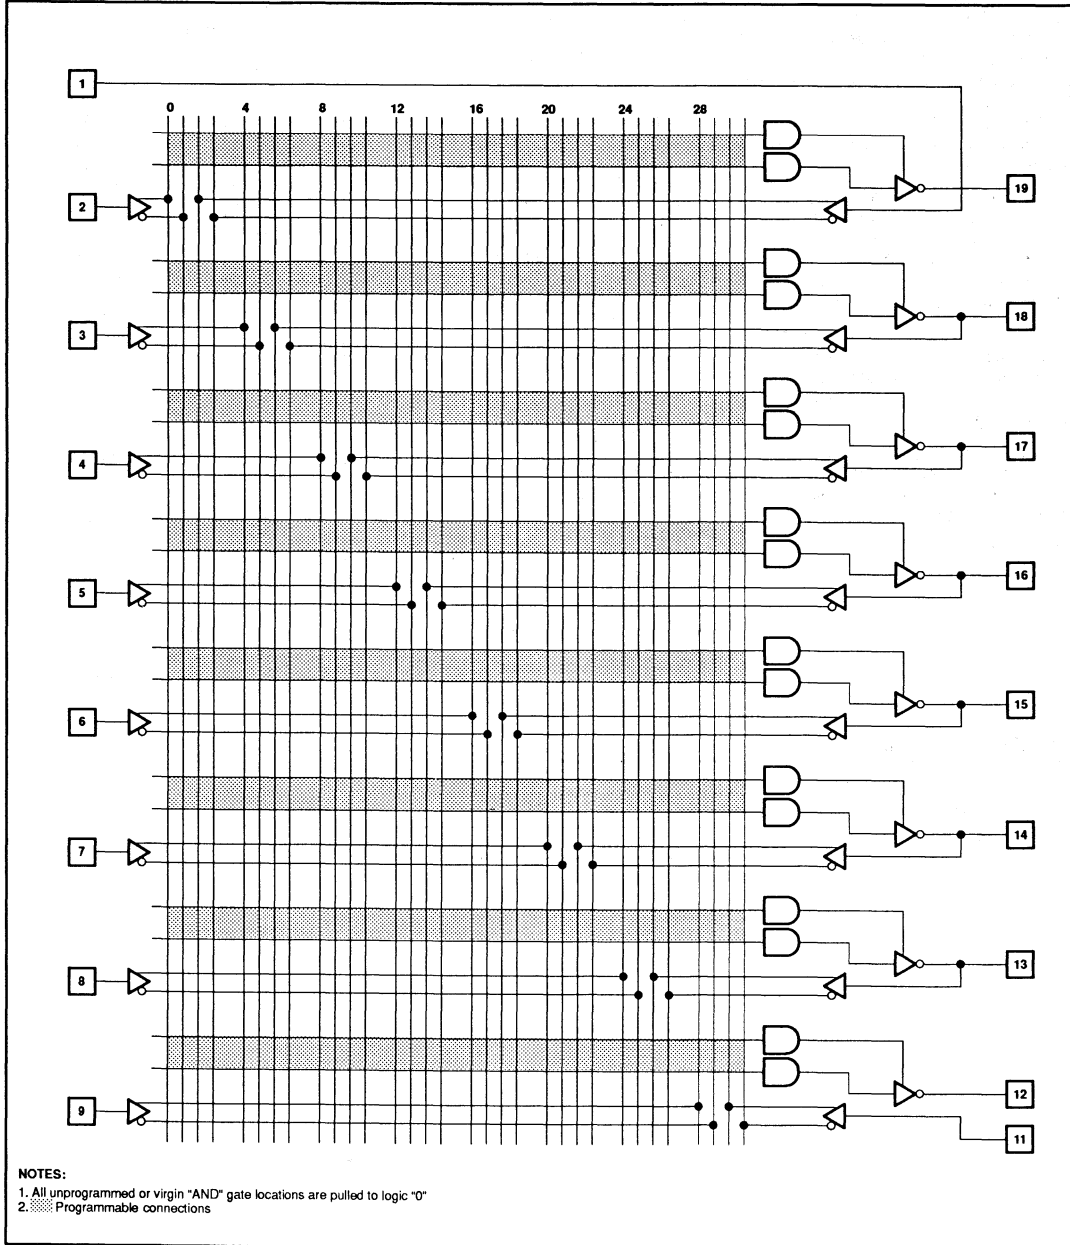 1
0 4 8 12 16 20 24 28
2 19
3 18
4 17
5 16
6 15
7 14
8 13
9 12
11
NOTES:
1. All unprogrammed or virgin "AND" gate locations are pulled to logic "0"
2. Programmable connections